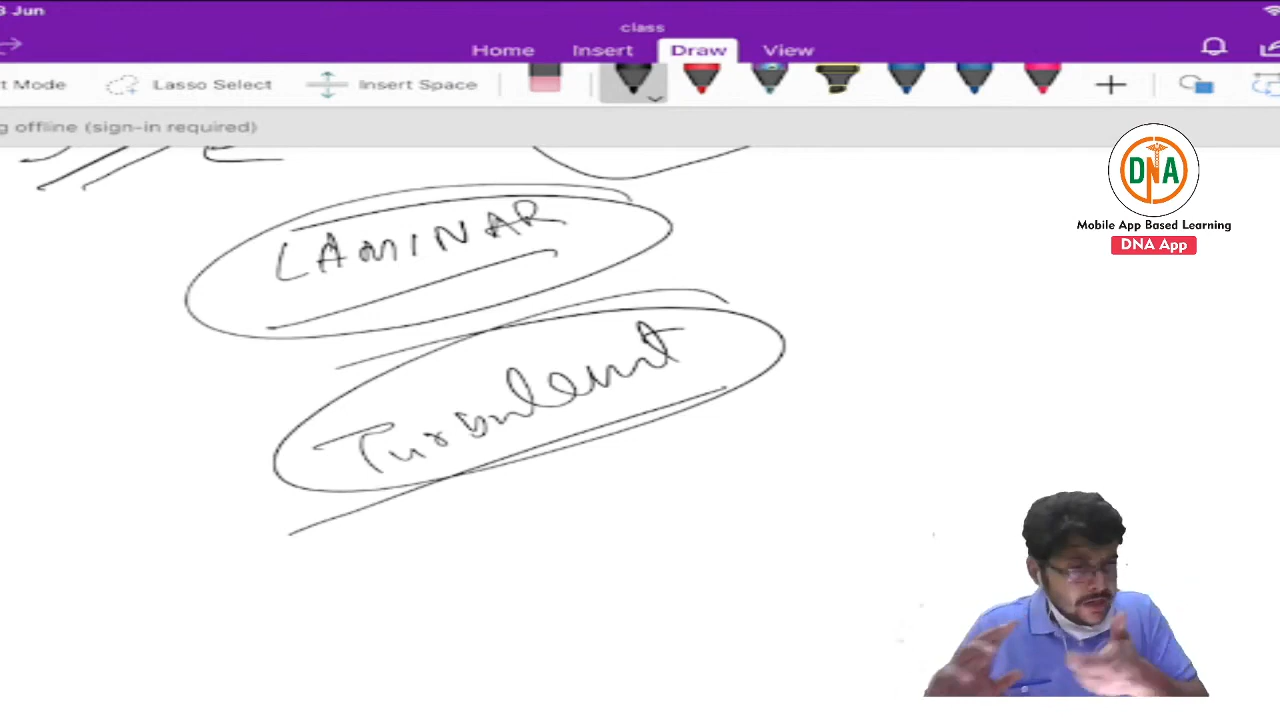 3 Jun
class
Home Insert Draw View
t Mode Lasso Select Insert Space
g offline (sign-in required)
DNA
Mobile App Based Learning
DNA App
LAMINAR
Turbulent